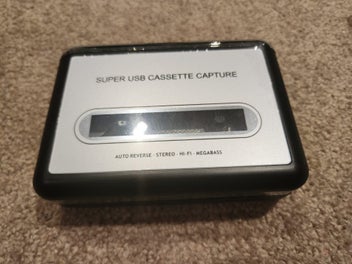 SUPER USB CASSETTE CAPTURE
AUTO REVERSE · STEREO · HI-FI · MEGABASS